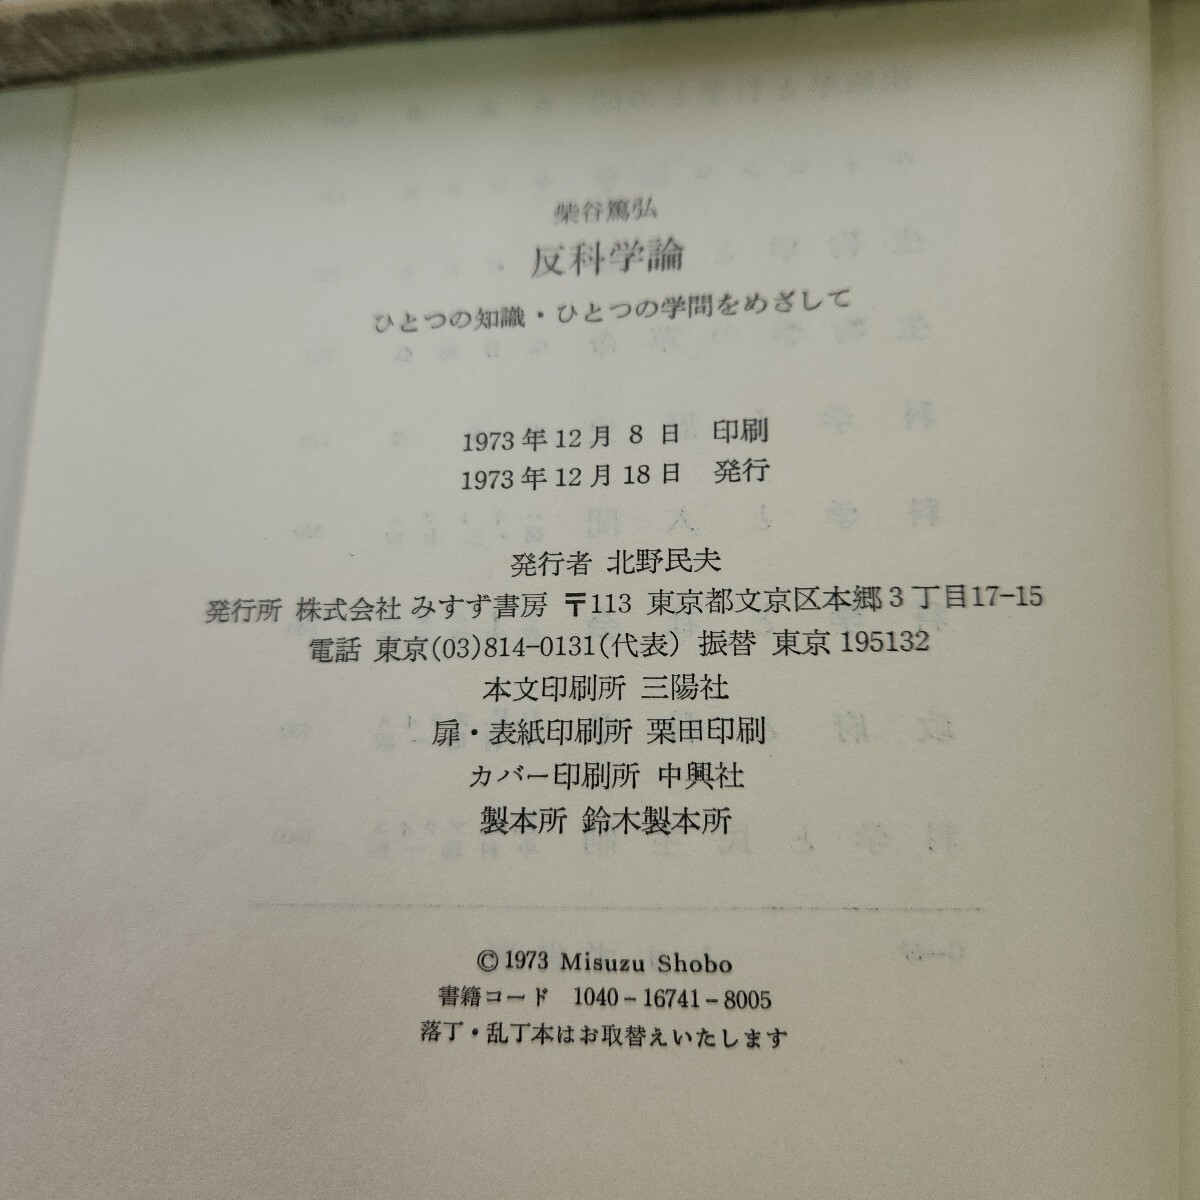 柴谷篤弘
反科学論
ひとつの知識・ひとつの学問をめざして
1973年12月 8 日 印刷
1973年12月18日 発行
発行者 北野民夫
発行所 株式会社 みすず書房 〒113 東京都文京区本郷3丁目17-15
電話 東京(03)814-0131(代表) 振替 東京 195132
本文印刷所 三陽社
扉・表紙印刷所 栗田印刷
カバー印刷所 中興社
製本所 鈴木製本所
© 1973 Misuzu Shobo
書籍コード 1040-16741-8005
落丁・乱丁本はお取替えいたします